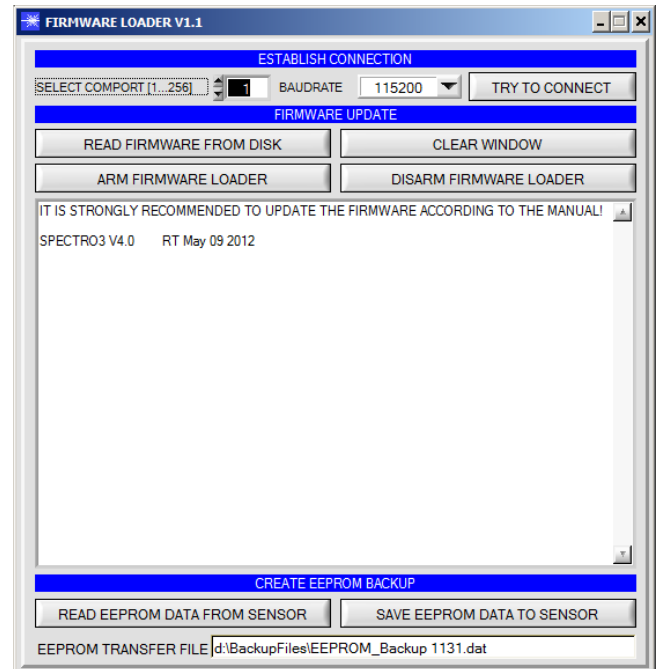 FIRMWARE LOADER V1.1
ESTABLISH CONNECTION
SELECT COMPORT [1...256] 1 BAUDRATE 115200 TRY TO CONNECT
FIRMWARE UPDATE
READ FIRMWARE FROM DISK CLEAR WINDOW
ARM FIRMWARE LOADER DISARM FIRMWARE LOADER
IT IS STRONGLY RECOMMENDED TO UPDATE THE FIRMWARE ACCORDING TO THE MANUAL!
SPECTRO3 V4.0 RT May 09 2012
CREATE EEPROM BACKUP
READ EEPROM DATA FROM SENSOR SAVE EEPROM DATA TO SENSOR
EEPROM TRANSFER FILE d:\BackupFiles\EEPROM_Backup 1131.dat